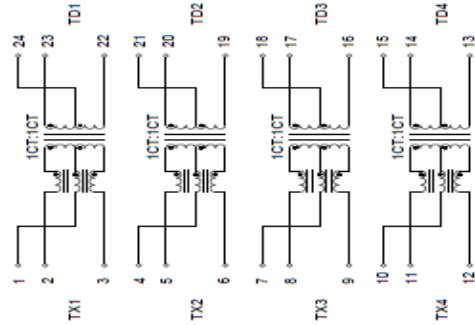 TD1 TD2 TD3 TD4
24 23 22 21 20 19 18 17 16 15 14 13
1CT:1CT 1CT:1CT 1CT:1CT 1CT:1CT
1 2 3 4 5 6 7 8 9 10 11 12
TX1 TX2 TX3 TX4